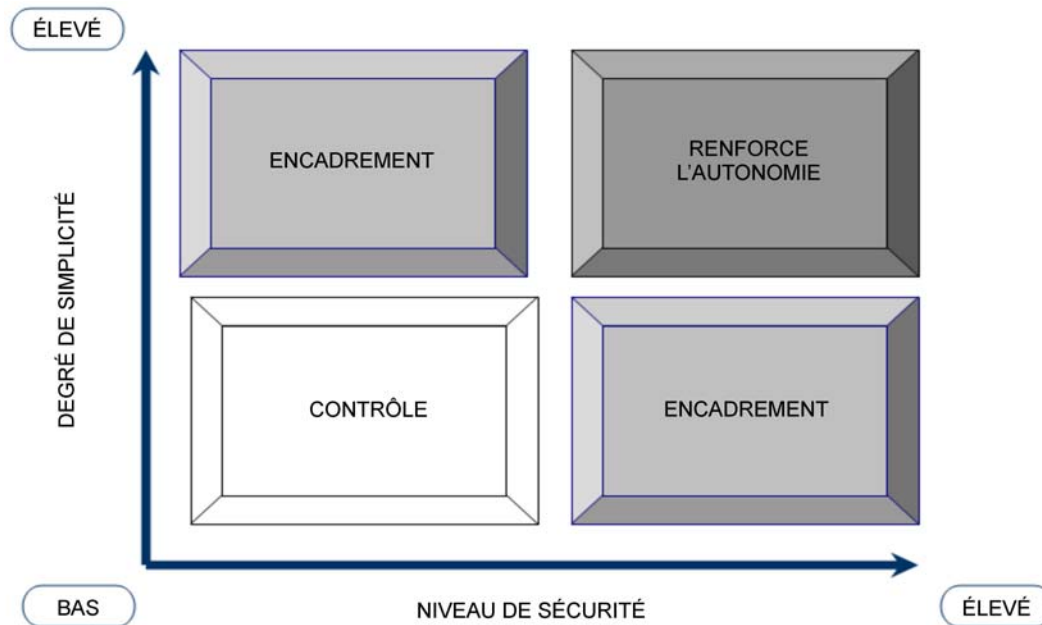 ÉLEVÉ
ENCADREMENT
RENFORCE
L'AUTONOMIE
DEGRÉ DE SIMPLICITÉ
CONTRÔLE
ENCADREMENT
BAS
NIVEAU DE SÉCURITÉ
ÉLEVÉ